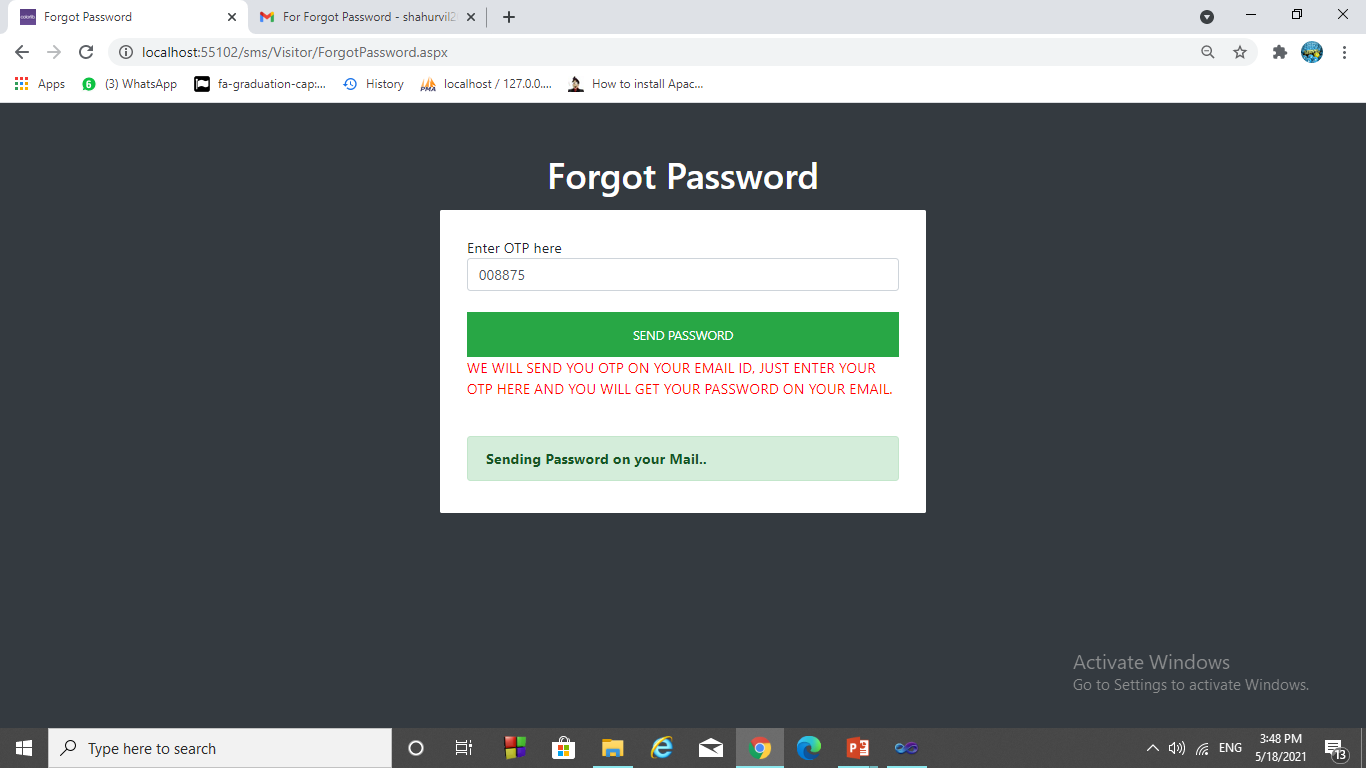 Forgot Password
For Forgot Password - shahurvil2
localhost:55102/sms/Visitor/ForgotPassword.aspx
Apps
6
(3) WhatsApp
fa-graduation-cap:...
History
PMA
localhost / 127.0.0....
How to install Apac...
Forgot Password
Enter OTP here
008875
SEND PASSWORD
WE WILL SEND YOU OTP ON YOUR EMAIL ID, JUST ENTER YOUR
OTP HERE AND YOU WILL GET YOUR PASSWORD ON YOUR EMAIL.
Sending Password on your Mail..
Activate Windows
Go to Settings to activate Windows.
Type here to search
ENG
3:48 PM
5/18/2021
13